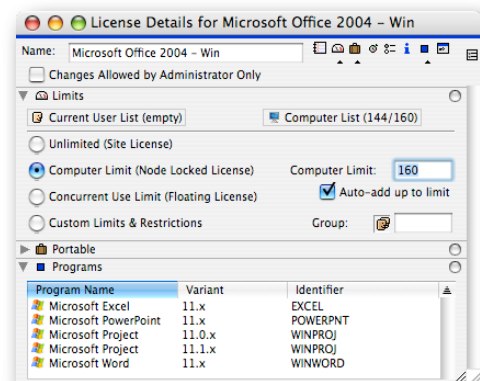 License Details for Microsoft Office 2004 – Win
Name: Microsoft Office 2004 – Win
Changes Allowed by Administrator Only
Limits
Current User List (empty) Computer List (144/160)
Unlimited (Site License)
Computer Limit (Node Locked License) Computer Limit: 160
Auto-add up to limit
Concurrent Use Limit (Floating License)
Custom Limits & Restrictions Group:
Portable
Programs
Program Name Variant Identifier
Microsoft Excel 11.x EXCEL
Microsoft PowerPoint 11.x POWERPNT
Microsoft Project 11.0.x WINPROJ
Microsoft Project 11.1.x WINPROJ
Microsoft Word 11.x WINWORD